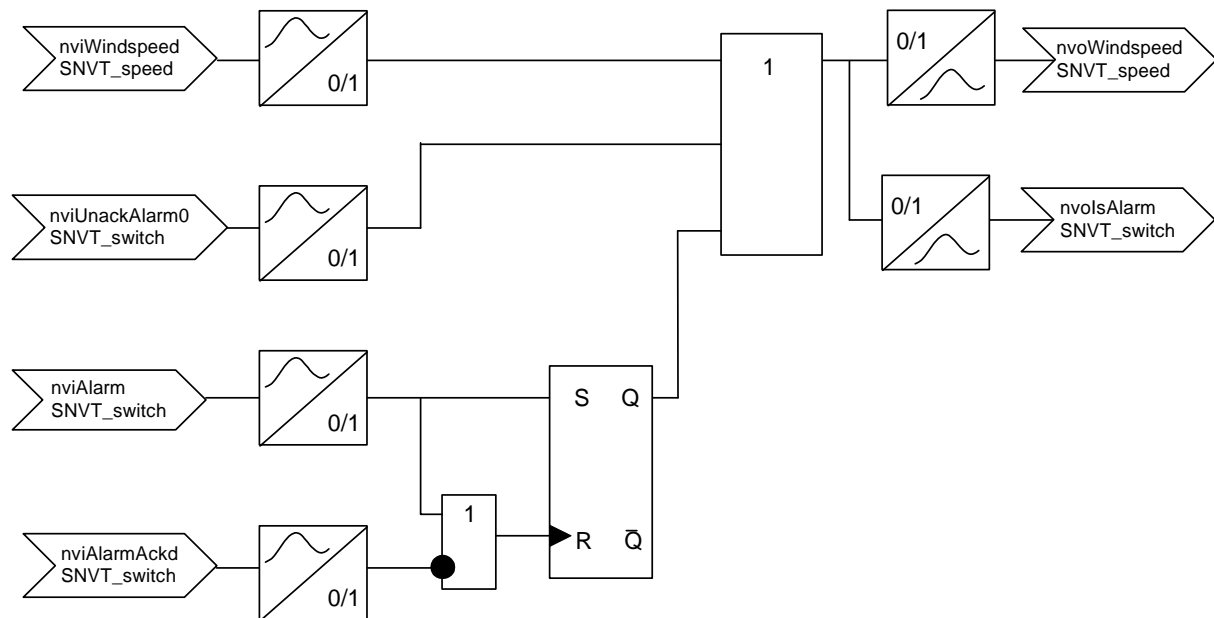 nviWindspeed
SNVT_speed
0/1
1
0/1
nvoWindspeed
SNVT_speed
nviUnackAlarm0
SNVT_switch
0/1
0/1
nvoIsAlarm
SNVT_switch
nviAlarm
SNVT_switch
0/1
S Q
1
R Q̅
nviAlarmAckd
SNVT_switch
0/1